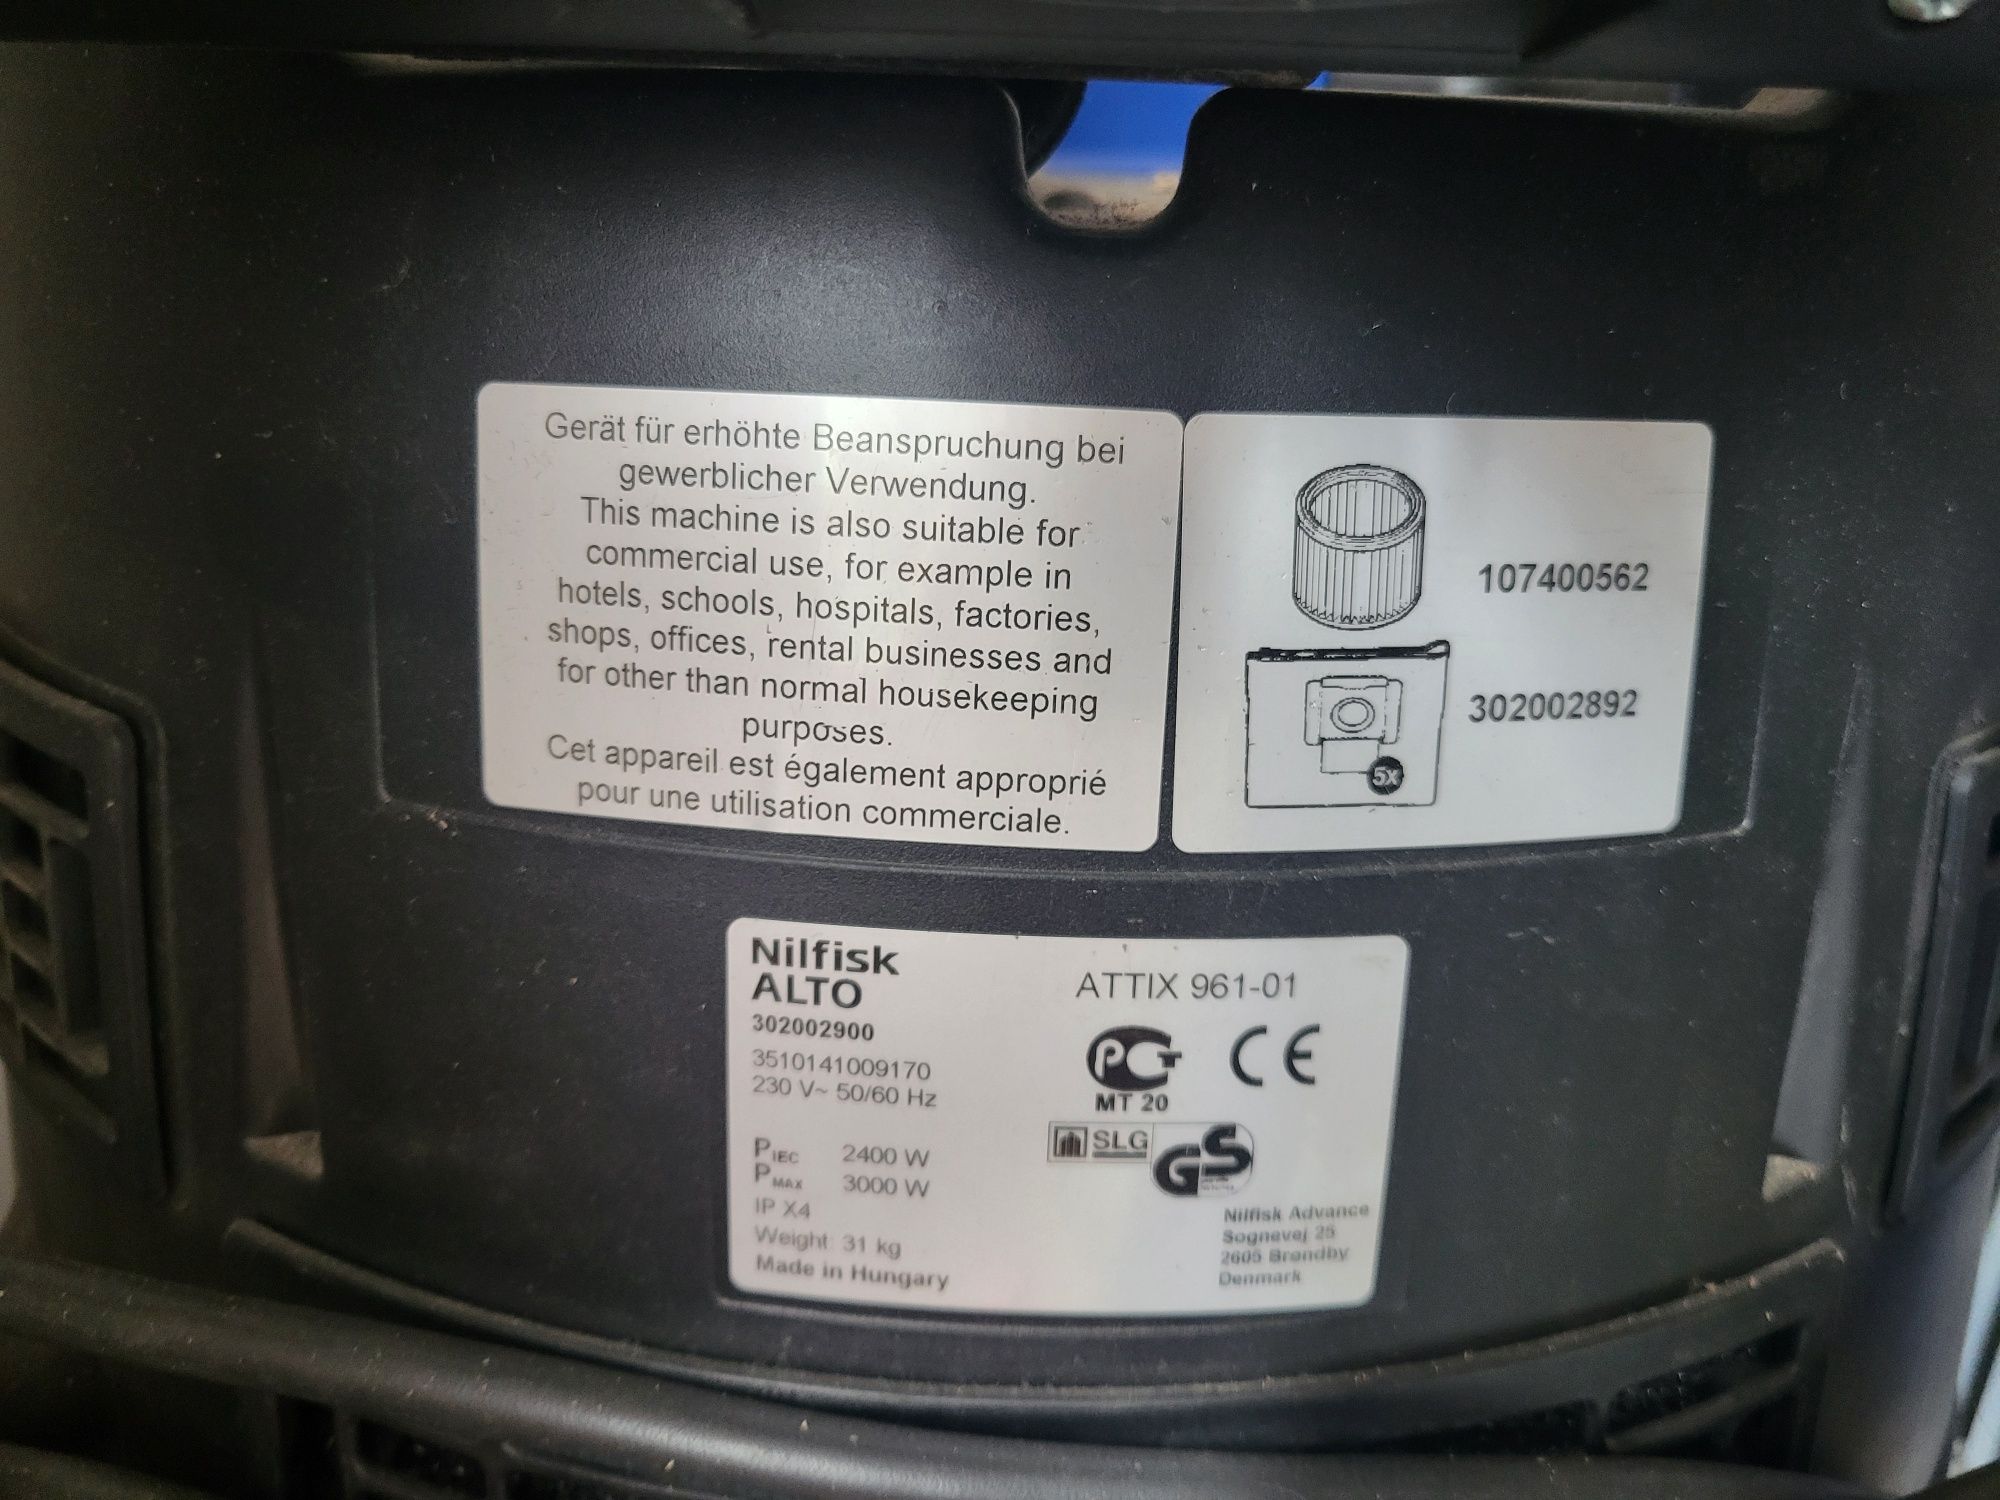 Gerät für erhöhte Beanspruchung bei
gewerblicher Verwendung.
This machine is also suitable for
commercial use, for example in
hotels, schools, hospitals, factories,
shops, offices, rental businesses and
for other than normal housekeeping
purposes.
Cet appareil est également approprié
pour une utilisation commerciale.
107400562
302002892
5x
Nilfisk
ALTO
302002900
3510141009170
230 V~ 50/60 Hz
PIEC 2400 W
PMAX 3000 W
IP X4
Weight: 31 kg
Made in Hungary
ATTIX 961-01
PCT CE
MT 20
SLG GS
Nilfisk Advance
Sognevej 25
2605 Brøndby
Denmark